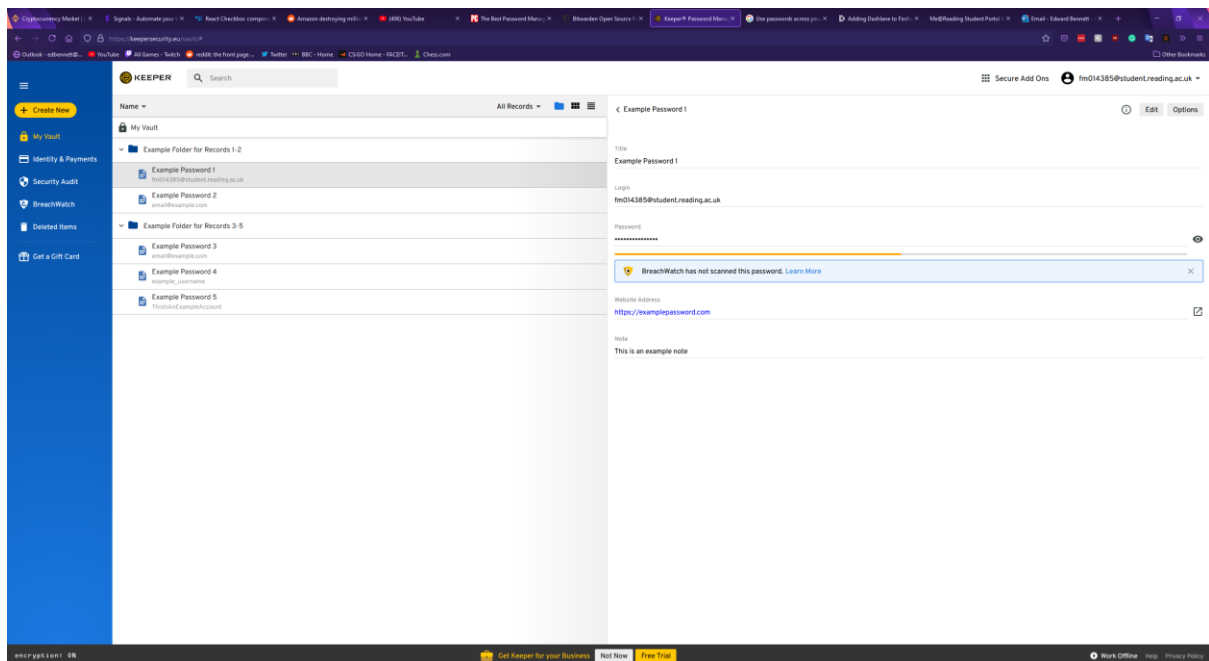 Cryptocurrency Market |
Signals - Automate your
React Checkbox compon
Amazon destroying millio
(406) YouTube
The Best Password Manag
Bitwarden Open Source P
Keeper® Password Mana
Use passwords across you
Adding Dashlane to Firefo
Me@Reading Student Portal
Email - Edward Bennett -
https://keepersecurity.eu/vault/#
Outlook - edbennett@...
YouTube
All Games - Twitch
reddit: the front page ...
Twitter
BBC - Home
CS:GO Home - FACEIT...
Chess.com
Other Bookmarks
KEEPER
Search
Secure Add Ons
fm014385@student.reading.ac.uk
Create New
My Vault
Identity & Payments
Security Audit
BreachWatch
Deleted Items
Get a Gift Card
Name
All Records
My Vault
Example Folder for Records 1-2
Example Password 1
fm014385@student.reading.ac.uk
Example Password 2
email@example.com
Example Folder for Records 3-5
Example Password 3
email@example.com
Example Password 4
example_username
Example Password 5
ThisIsAnExampleAccount
Example Password 1
Edit
Options
Title
Example Password 1
Login
fm014385@student.reading.ac.uk
Password
BreachWatch has not scanned this password. Learn More
Website Address
https://examplepassword.com
Note
This is an example note
encryption: ON
Get Keeper for your Business
Not Now
Free Trial
Work Offline
Help
Privacy Policy